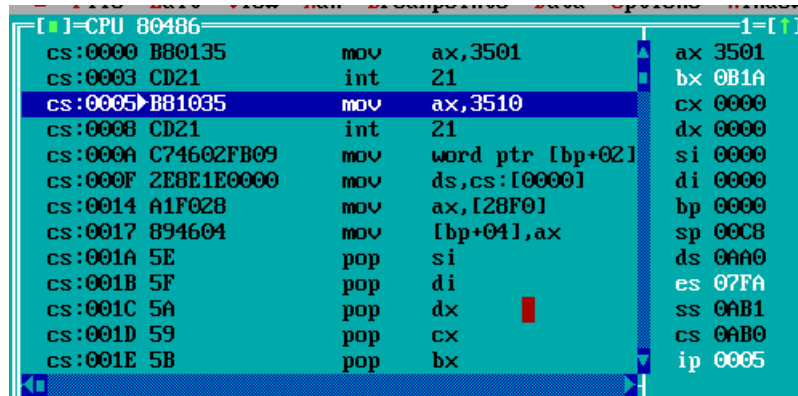 [■]=CPU 80486 1=[↑]
cs:0000 B80135 mov ax,3501 ax 3501
cs:0003 CD21 int 21 bx 0B1A
cs:0005▶B81035 mov ax,3510 cx 0000
cs:0008 CD21 int 21 dx 0000
cs:000A C74602FB09 mov word ptr [bp+02] si 0000
cs:000F 2E8E1E0000 mov ds,cs:[0000] di 0000
cs:0014 A1F028 mov ax,[28F0] bp 0000
cs:0017 894604 mov [bp+04],ax sp 00C8
cs:001A 5E pop si ds 0AA0
cs:001B 5F pop di es 07FA
cs:001C 5A pop dx ss 0AB1
cs:001D 59 pop cx cs 0AB0
cs:001E 5B pop bx ip 0005